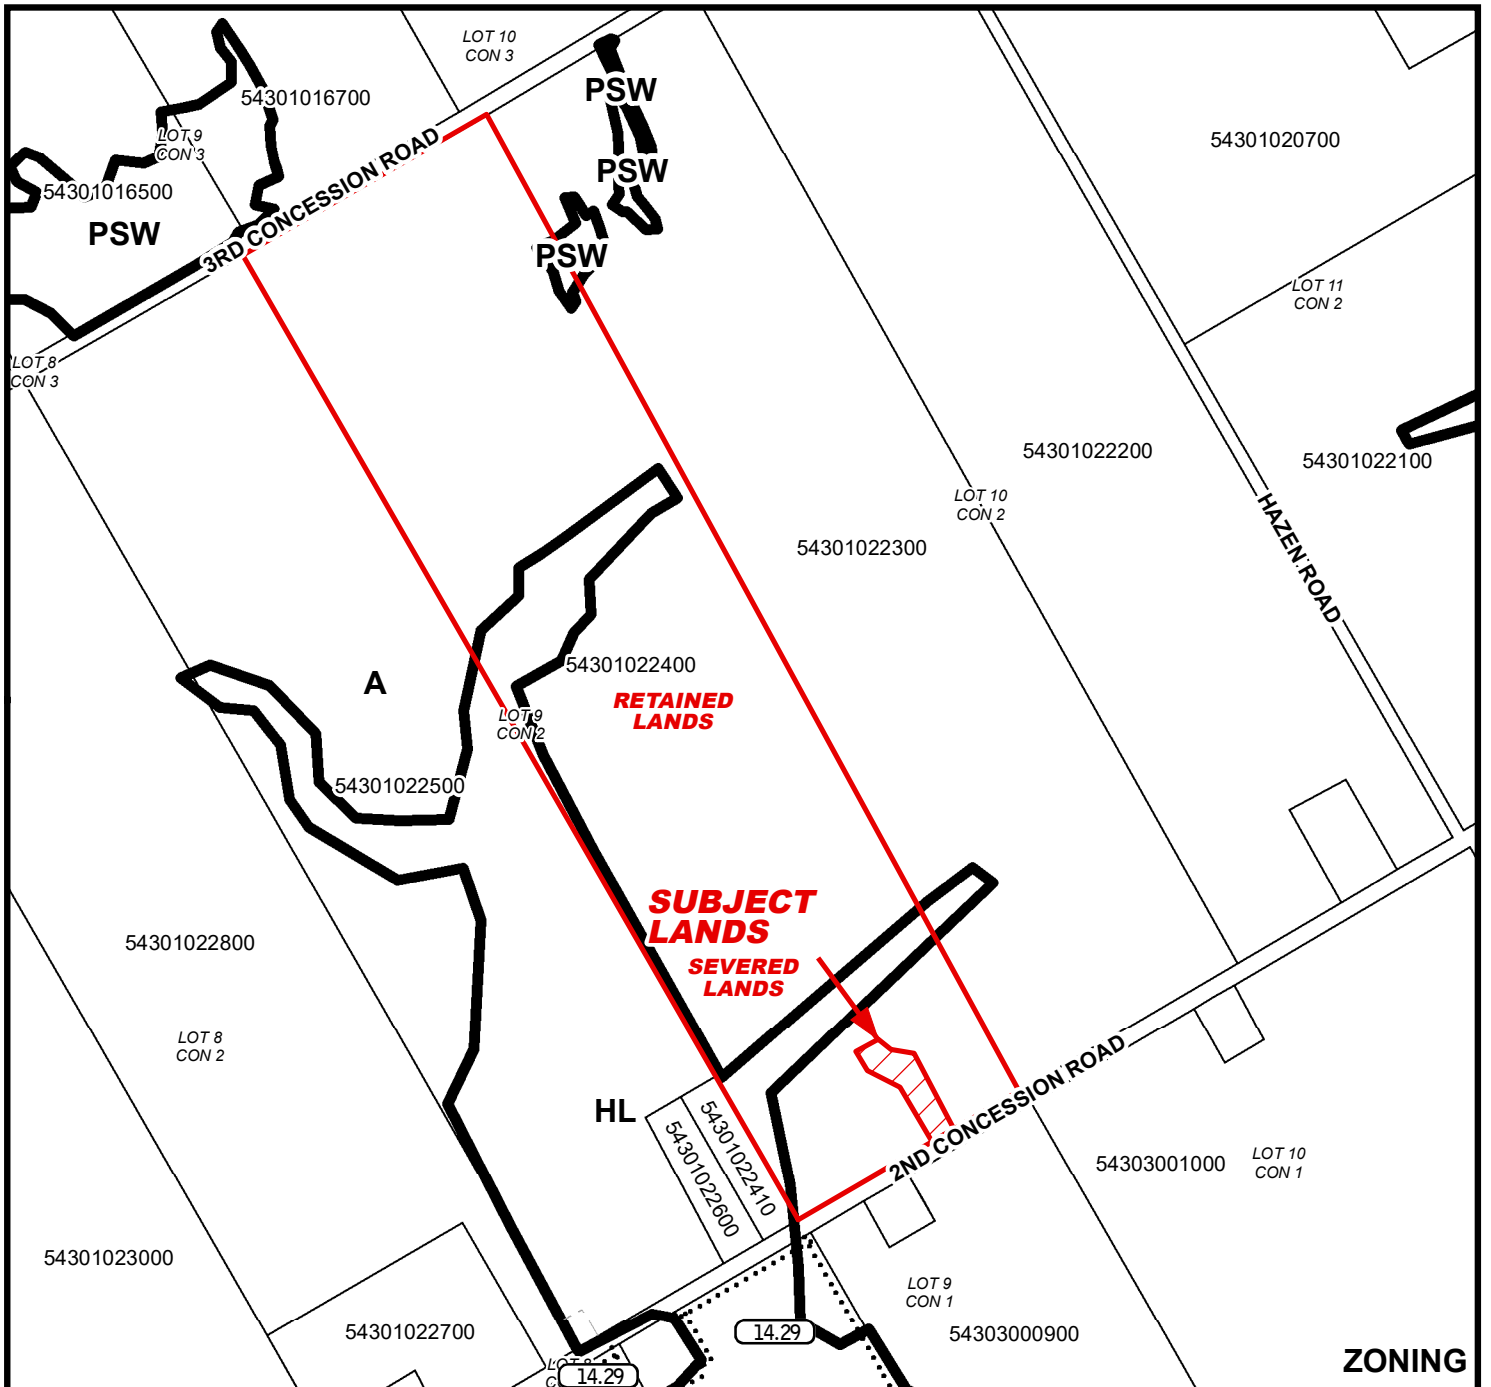 LOT 10
CON 3
PSW
54301016700
LOT 9
CON 3
54301020700
3RD CONCESSION ROAD
PSW
54301016500
PSW
PSW
LOT 11
CON 2
LOT 8
CON 3
54301022200
54301022100
LOT 10
CON 2
HAZEN ROAD
54301022300
54301022400
A
RETAINED
LANDS
LOT 9
CON 2
54301022500
SUBJECT
LANDS
54301022800
SEVERED
LANDS
LOT 8
CON 2
2ND CONCESSION ROAD
HL
54301022410
54301022600
54303001000
LOT 10
CON 1
54301023000
LOT 9
CON 1
54301022700
14.29
54303000900
ZONING
14.29